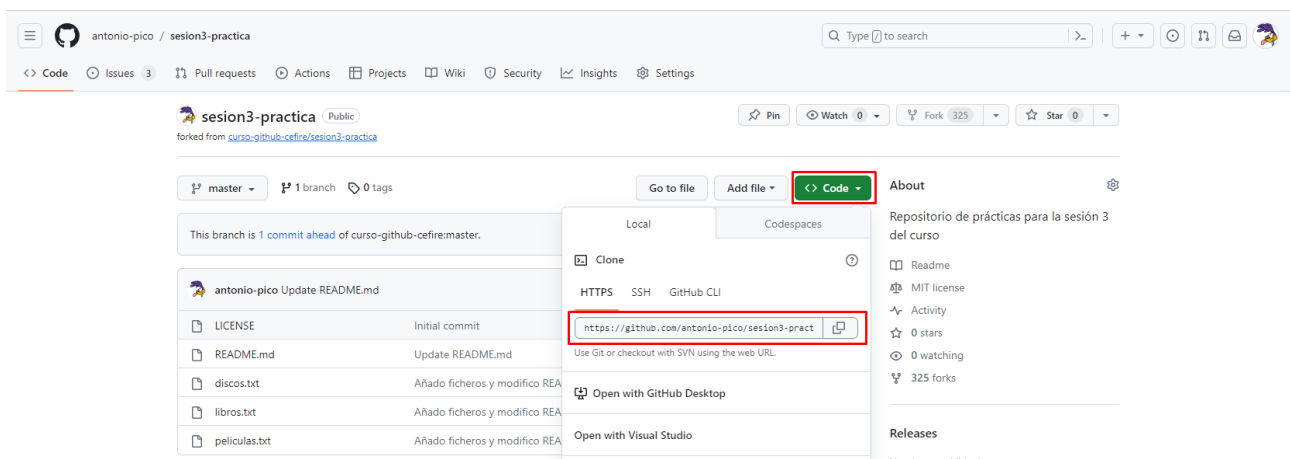 antonio-pico / sesion3-practica
Type / to search
Code Issues 3 Pull requests Actions Projects Wiki Security Insights Settings
sesion3-practica Public
Pin Watch 0 Fork 325 Star 0
forked from curso-github-cefire/sesion3-practica
master 1 branch 0 tags
Go to file Add file <> Code
About
Repositorio de prácticas para la sesión 3
del curso
This branch is 1 commit ahead of curso-github-cefire:master.
Local Codespaces
Clone
HTTPS SSH GitHub CLI
https://github.com/antonio-pico/sesion3-pract
Use Git or checkout with SVN using the web URL.
Open with GitHub Desktop
Open with Visual Studio
antonio-pico Update README.md
LICENSE Initial commit
README.md Update README.md
discos.txt Añado ficheros y modifico REA
libros.txt Añado ficheros y modifico REA
peliculas.txt Añado ficheros y modifico REA
Readme
MIT license
Activity
0 stars
0 watching
325 forks
Releases